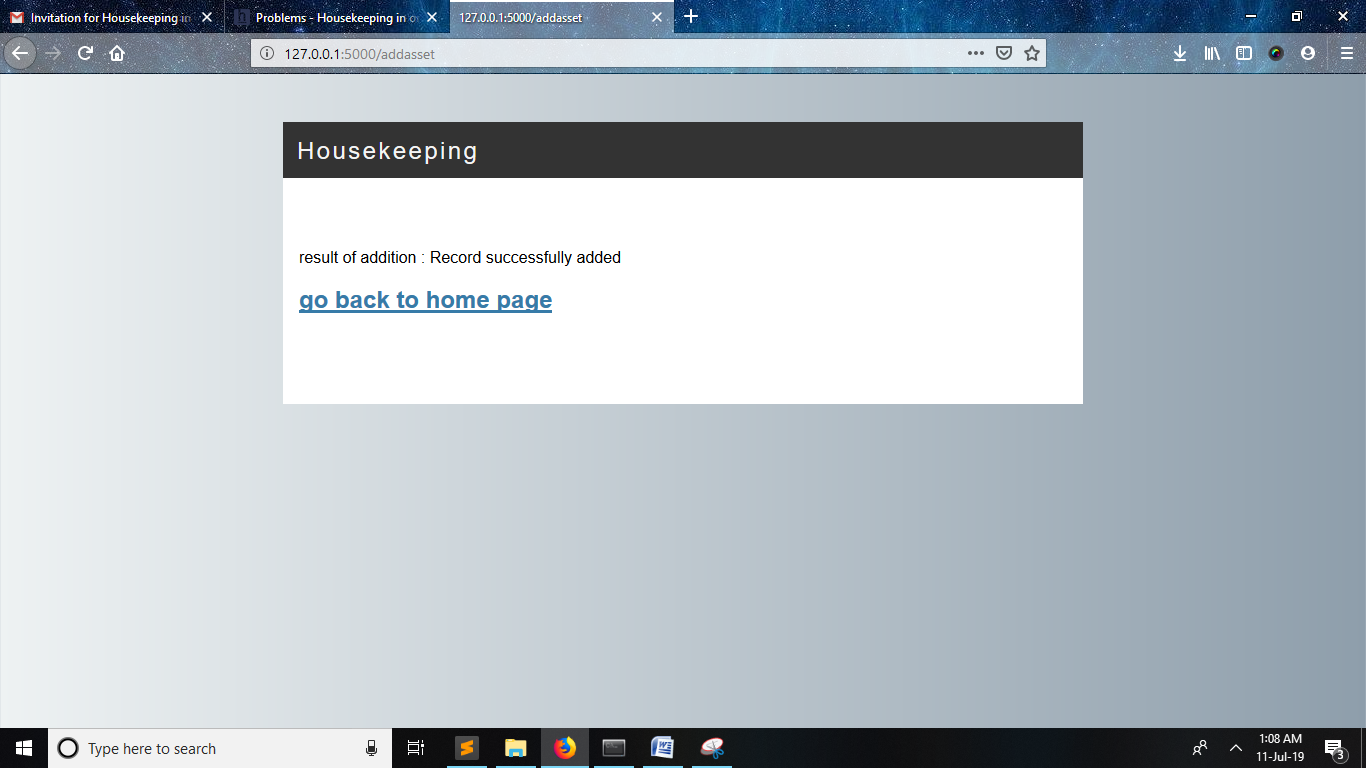 Invitation for Housekeeping in
Problems - Housekeeping in ov
127.0.0.1:5000/addasset
127.0.0.1:5000/addasset
Housekeeping
result of addition : Record successfully added
go back to home page
Type here to search
1:08 AM
11-Jul-19
3